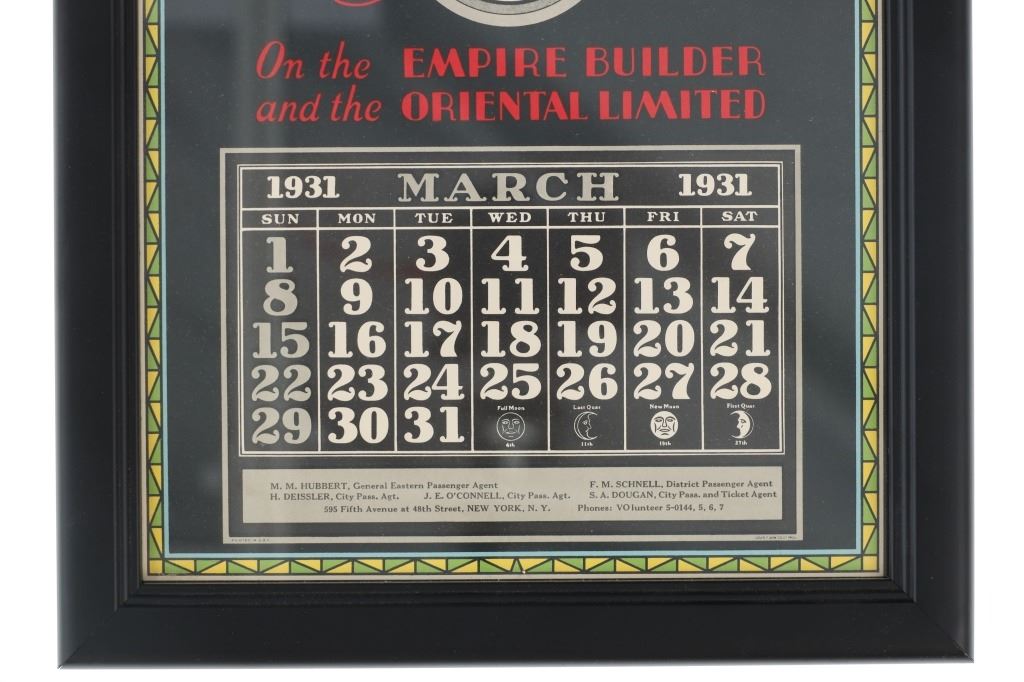 On the EMPIRE BUILDER
and the ORIENTAL LIMITED
1931 MARCH 1931
SUN MON TUE WED THU FRI SAT
1 2 3 4 5 6 7
8 9 10 11 12 13 14
15 16 17 18 19 20 21
22 23 24 25 26 27 28
29 30 31
Full Moon Last Quar New Moon First Quar
4th 11th 19th 27th
M. M. HUBBERT, General Eastern Passenger Agent F. M. SCHNELL, District Passenger Agent
H. DEISSLER, City Pass. Agt. J. E. O'CONNELL, City Pass. Agt. S. A. DOUGAN, City Pass. and Ticket Agent
595 Fifth Avenue at 48th Street, NEW YORK, N. Y. Phones: VOlunteer 5-0144, 5, 6, 7
PRINTED IN U.S.A.